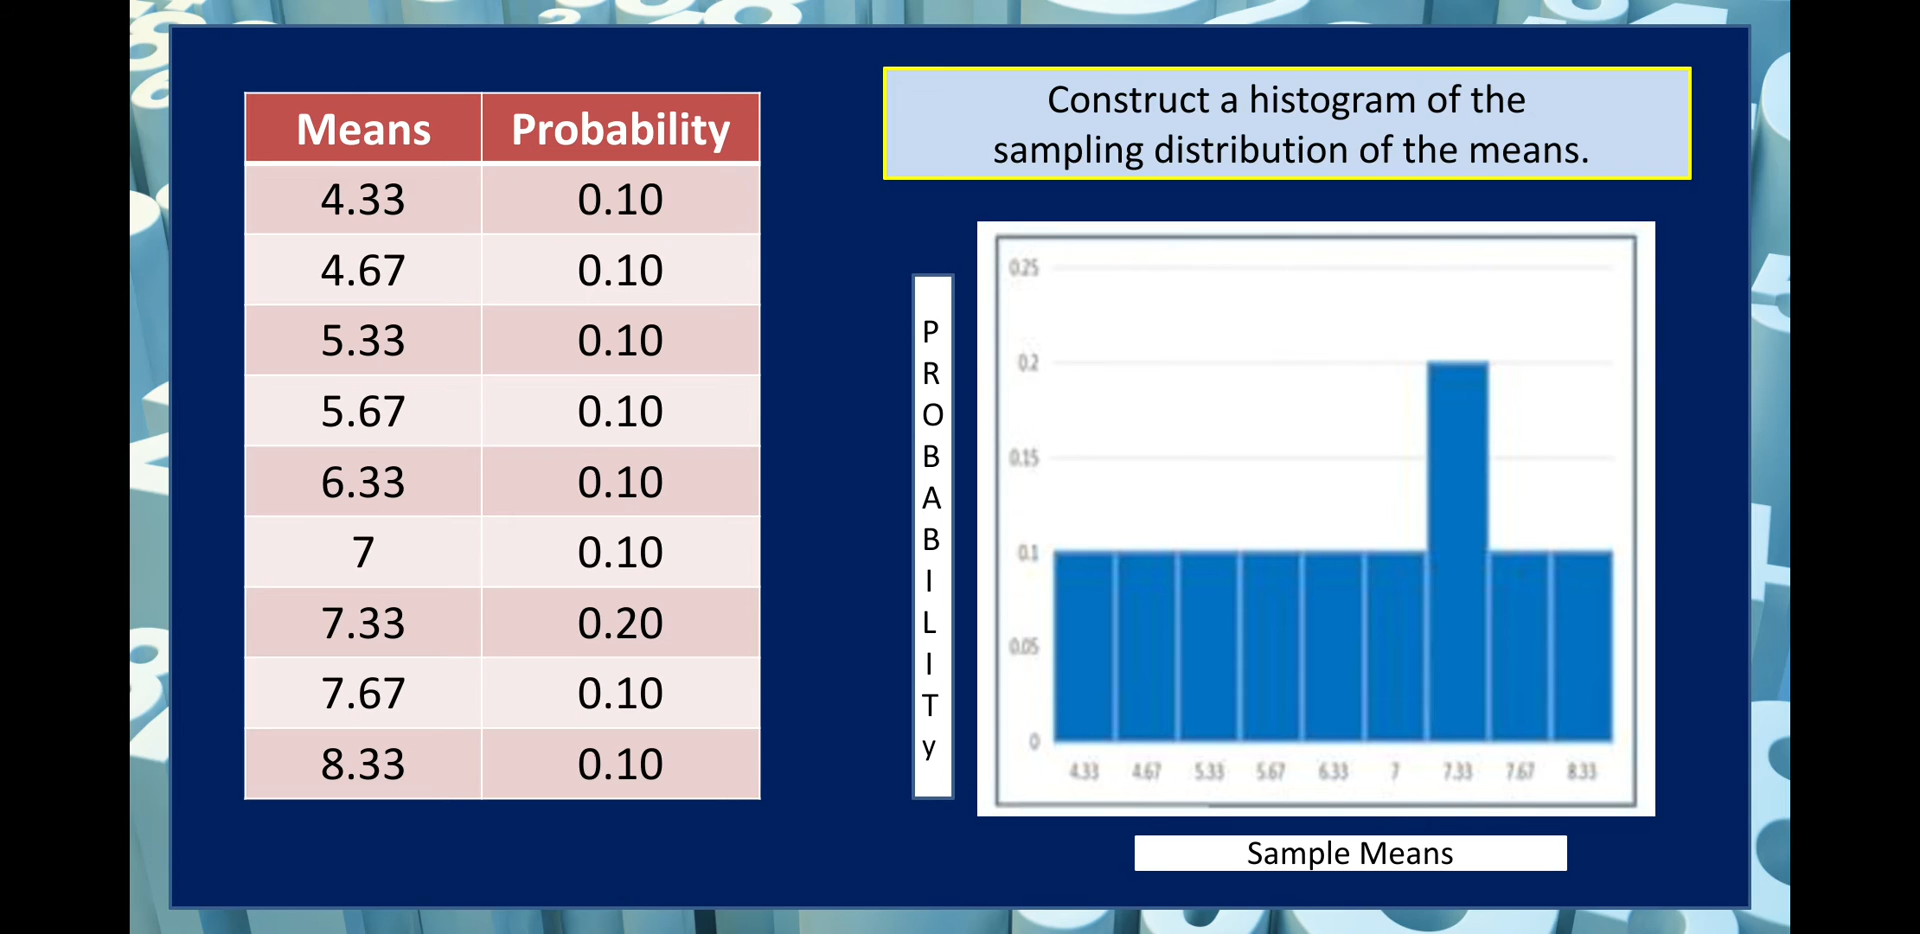 Means Probability
4.33 0.10
4.67 0.10
5.33 0.10
5.67 0.10
6.33 0.10
7 0.10
7.33 0.20
7.67 0.10
8.33 0.10
Construct a histogram of the
sampling distribution of the means.
P
R
O
B
A
B
I
L
I
T
y
0.25
0.2
0.15
0.1
0.05
0
4.33 4.67 5.33 5.67 6.33 7 7.33 7.67 8.33
Sample Means